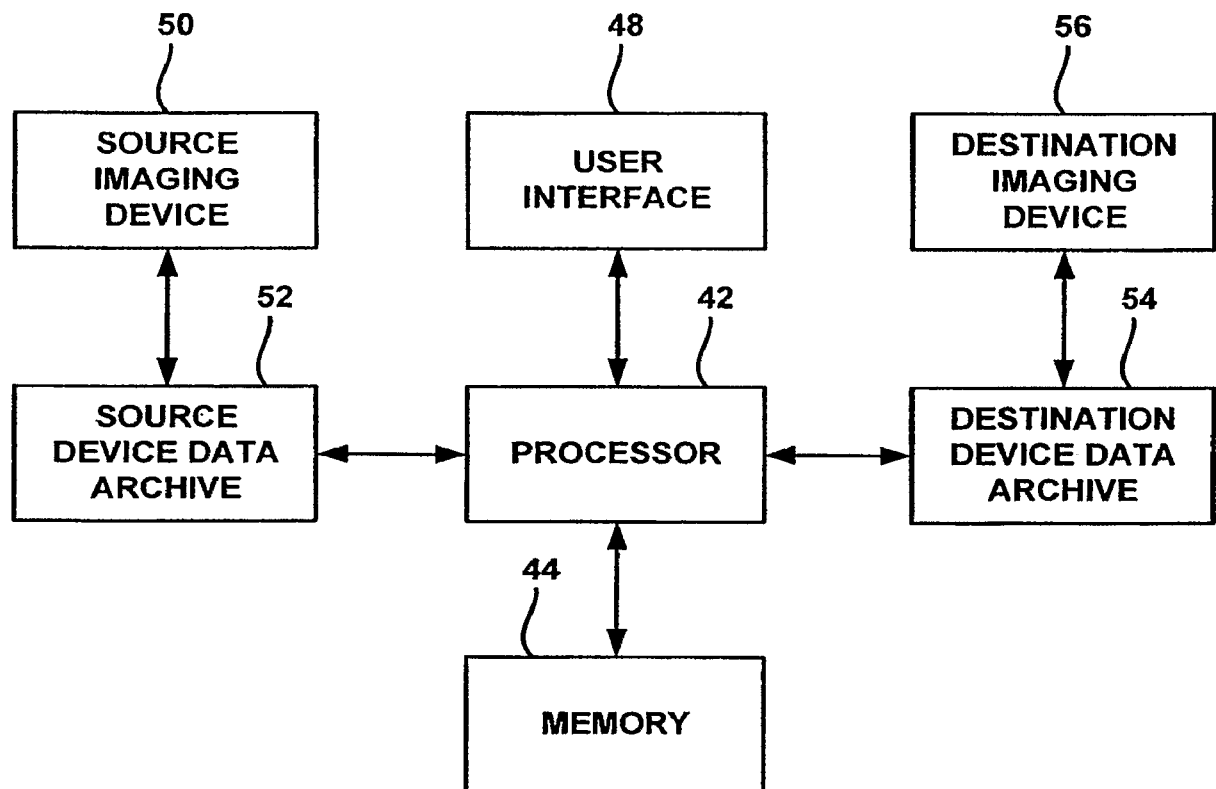 50
48
56
SOURCE
IMAGING
DEVICE
USER
INTERFACE
DESTINATION
IMAGING
DEVICE
52
42
54
SOURCE
DEVICE DATA
ARCHIVE
PROCESSOR
DESTINATION
DEVICE DATA
ARCHIVE
44
MEMORY